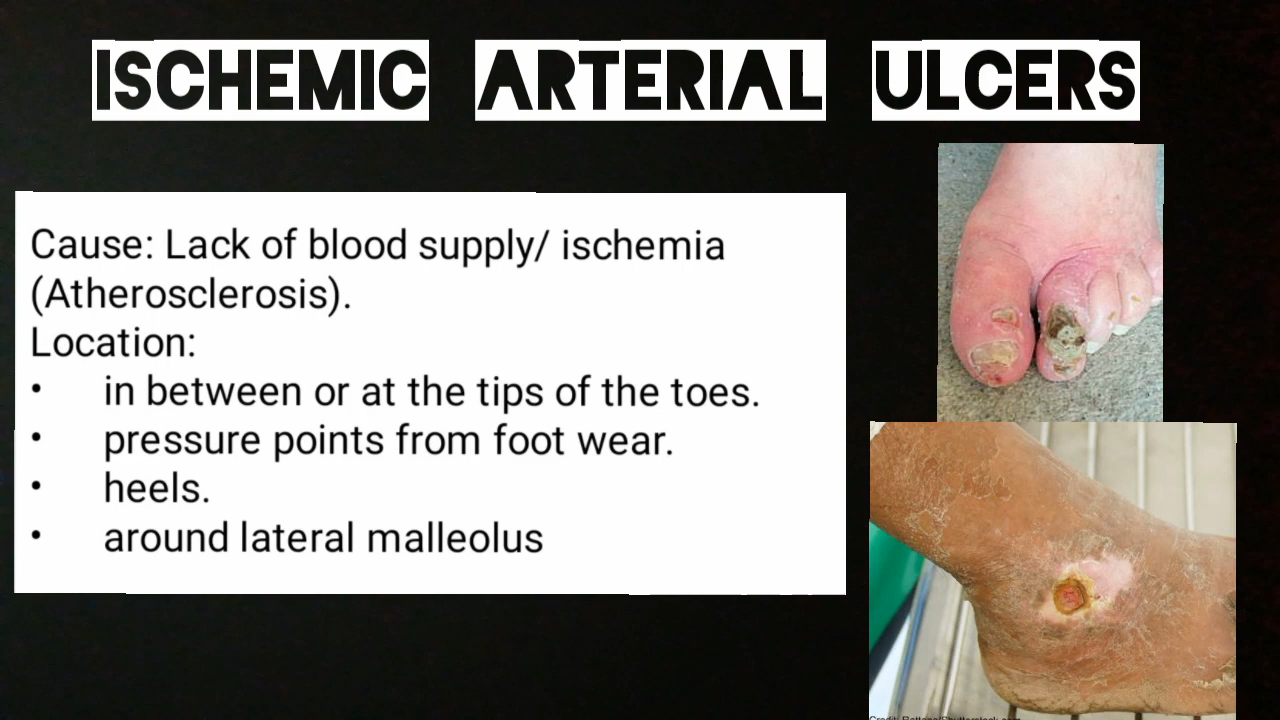 ISCHEMIC ARTERIAL ULCERS
Cause: Lack of blood supply/ ischemia
(Atherosclerosis).
Location:
• in between or at the tips of the toes.
• pressure points from foot wear.
• heels.
• around lateral malleolus